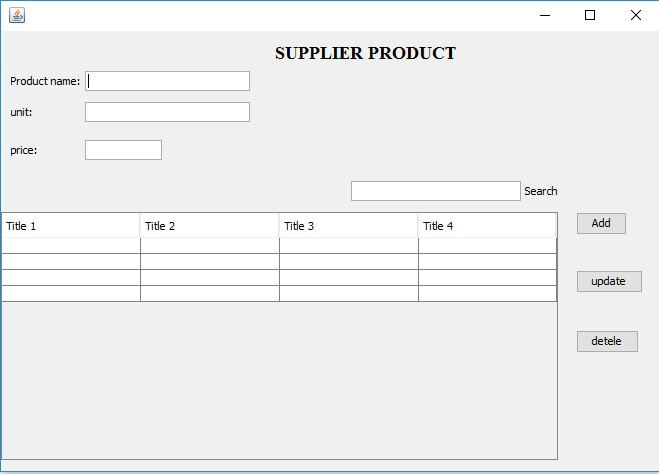 SUPPLIER PRODUCT
Product name:
unit:
price:
Search
Title 1 Title 2 Title 3 Title 4
Add
update
detele